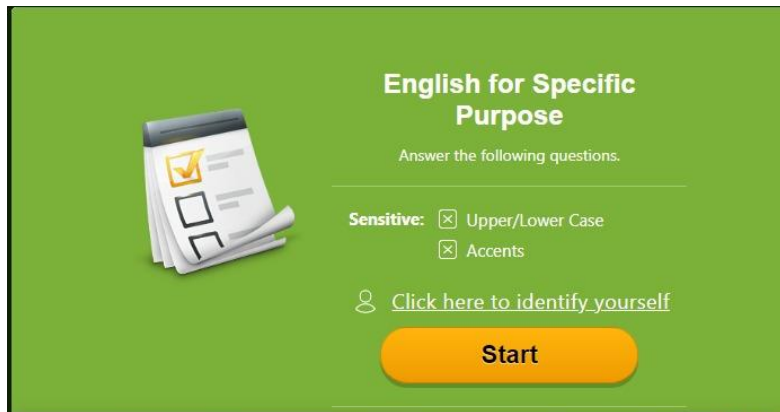 English for Specific
Purpose
Answer the following questions.
Sensitive: Upper/Lower Case
Accents
Click here to identify yourself
Start